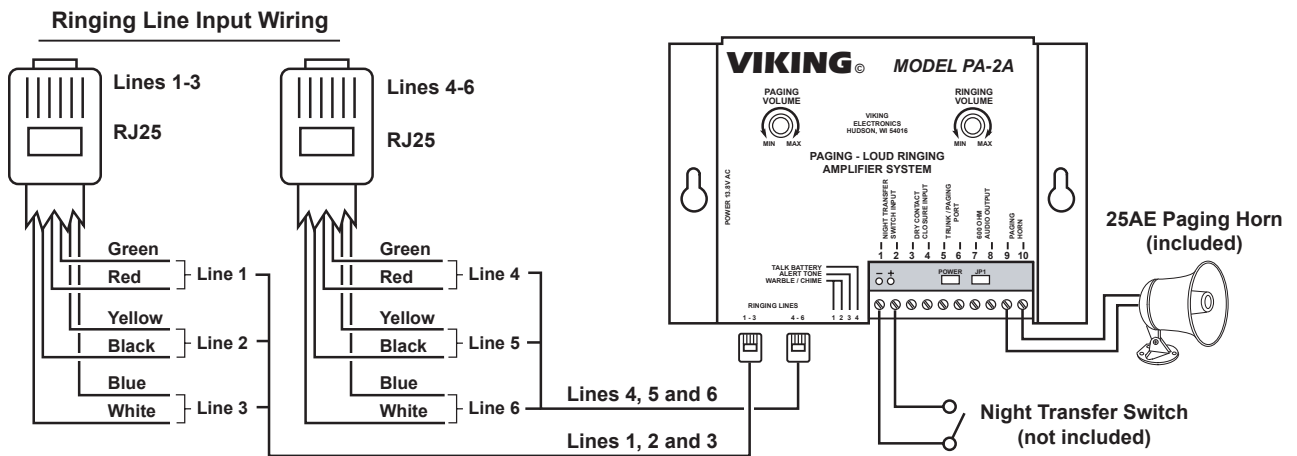 Ringing Line Input Wiring
Lines 1-3
RJ25
Green
Red
Line 1
Yellow
Black
Line 2
Blue
White
Line 3
Lines 4-6
RJ25
Green
Red
Line 4
Yellow
Black
Line 5
Blue
White
Line 6
Lines 4, 5 and 6
Lines 1, 2 and 3
VIKING©
MODEL PA-2A
PAGING
VOLUME
MIN MAX
VIKING
ELECTRONICS
HUDSON, WI 54016
RINGING
VOLUME
MIN MAX
PAGING - LOUD RINGING
AMPLIFIER SYSTEM
POWER 13.8V AC
NIGHT TRANSFER
SWITCH INPUT
DRY CONTACT
CLOSURE INPUT
TRUNK / PAGING
PORT
600 OHM
AUDIO OUTPUT
PAGING
HORN
1 2 3 4 5 6 7 8 9 10
– +
POWER
JP1
TALK BATTERY
ALERT TONE
WARBLE / CHIME
1 2 3 4
RINGING LINES
1 - 3
4 - 6
25AE Paging Horn
(included)
Night Transfer Switch
(not included)